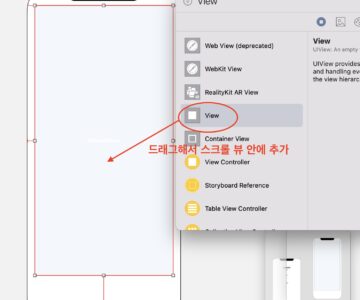 View
Web View (deprecated)
WebKit View
RealityKit AR View
View
Container View
드래그해서 스크롤 뷰 안에 추가
View Controller
Storyboard Reference
Table View Controller
View
UIView: An empty
UIView provides
and handling eve
the view hierarc